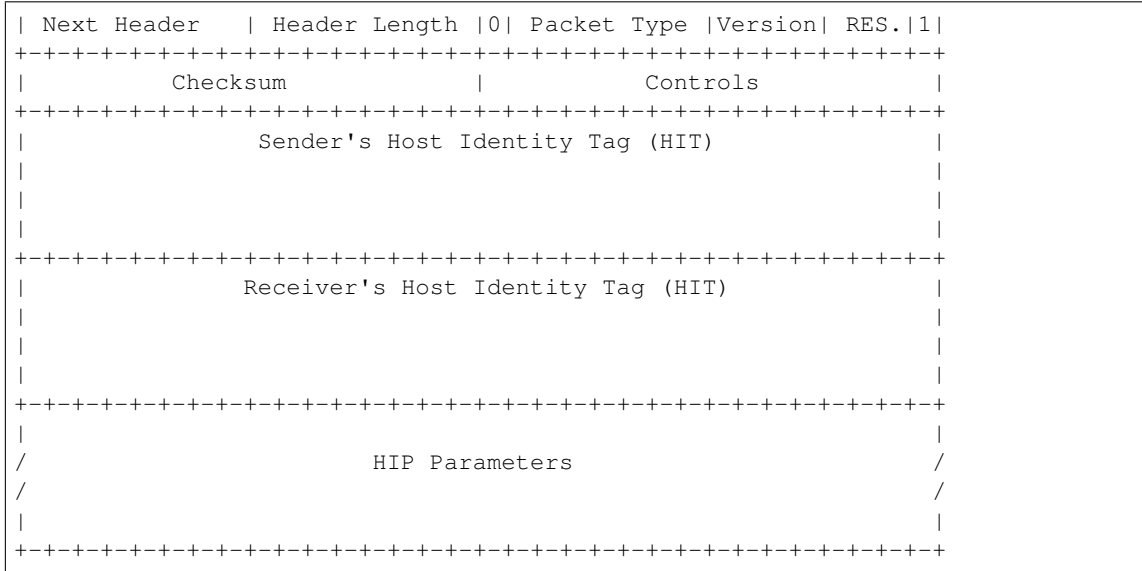 | Next Header   | Header Length |0| Packet Type |Version| RES.|1|
+-+-+-+-+-+-+-+-+-+-+-+-+-+-+-+-+-+-+-+-+-+-+-+-+-+-+-+-+-+-+-+-+
|          Checksum             |           Controls            |
+-+-+-+-+-+-+-+-+-+-+-+-+-+-+-+-+-+-+-+-+-+-+-+-+-+-+-+-+-+-+-+-+
|                Sender's Host Identity Tag (HIT)               |
|                                                               |
|                                                               |
|                                                               |
+-+-+-+-+-+-+-+-+-+-+-+-+-+-+-+-+-+-+-+-+-+-+-+-+-+-+-+-+-+-+-+-+
|               Receiver's Host Identity Tag (HIT)              |
|                                                               |
|                                                               |
|                                                               |
+-+-+-+-+-+-+-+-+-+-+-+-+-+-+-+-+-+-+-+-+-+-+-+-+-+-+-+-+-+-+-+-+
|                                                               |
/                        HIP Parameters                         /
/                                                               /
|                                                               |
+-+-+-+-+-+-+-+-+-+-+-+-+-+-+-+-+-+-+-+-+-+-+-+-+-+-+-+-+-+-+-+-+